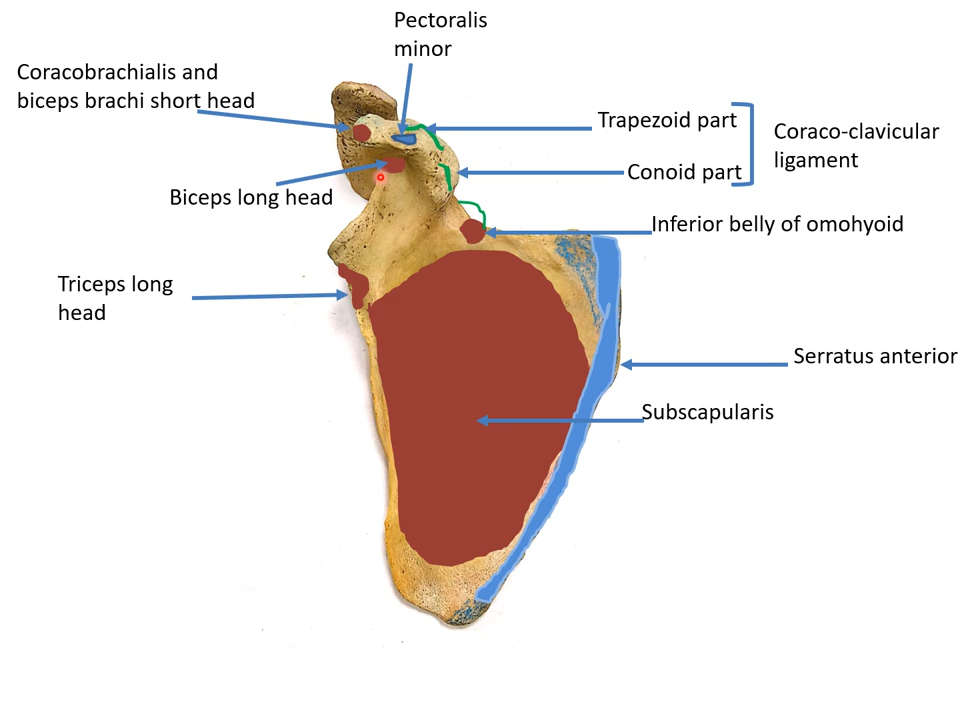 Pectoralis
minor
Coracobrachialis and
biceps brachi short head
Trapezoid part
Coraco-clavicular
ligament
Conoid part
Biceps long head
Inferior belly of omohyoid
Triceps long
head
Serratus anterior
Subscapularis